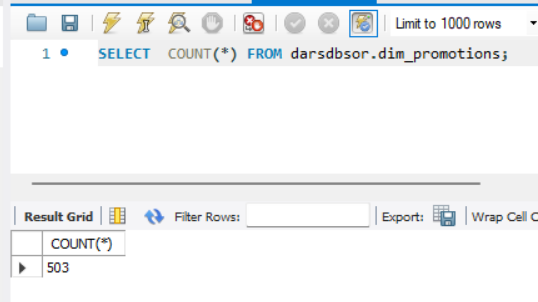 Limit to 1000 rows
1 SELECT COUNT(*) FROM darsdbsor.dim_promotions;
Result Grid Filter Rows: Export: Wrap Cell C
COUNT(*)
503